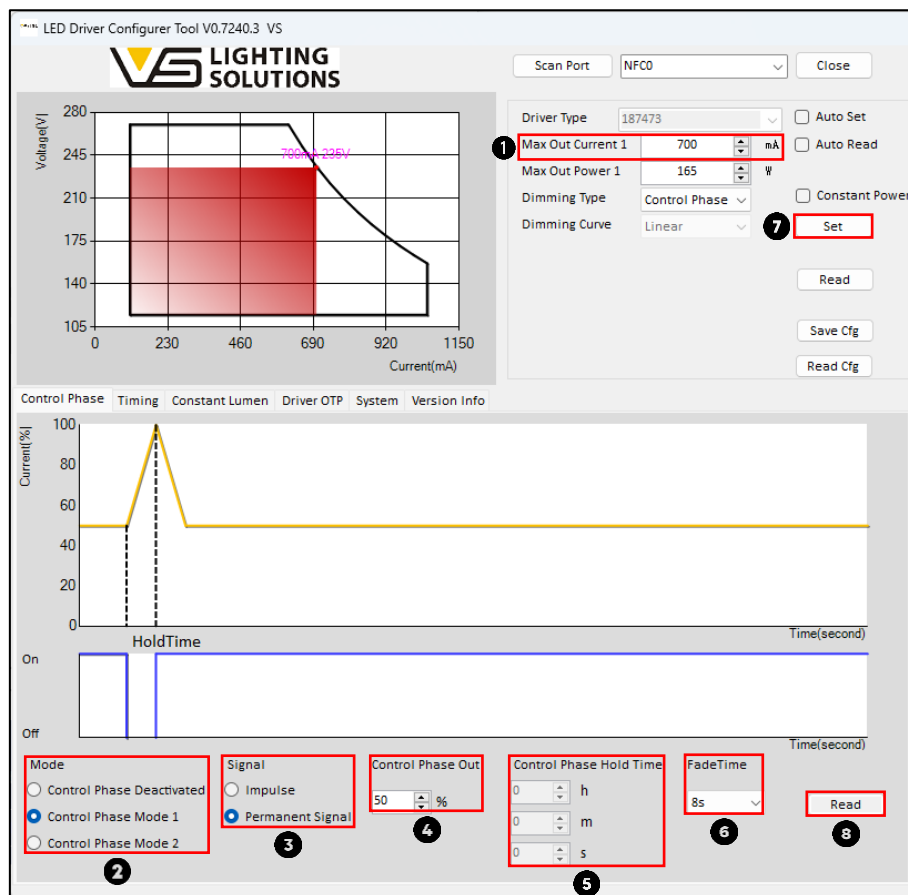 LED Driver Configurer Tool V0.7240.3 VS
VS LIGHTING
SOLUTIONS
Scan Port NFC0 Close
Driver Type 187473 Auto Set
1 Max Out Current 1 700 mA Auto Read
Max Out Power 1 165 W
Dimming Type Control Phase Constant Power
Dimming Curve Linear 7 Set
Read
Save Cfg
Read Cfg
Voltage|V|
280
245
210
175
140
105
700mA 235V
0 230 460 690 920 1150
Current(mA)
Control Phase Timing Constant Lumen Driver OTP System Version Info
Current[%|
100
80
60
40
20
0
HoldTime
Time(second)
On
Off
Time(second)
Mode
Control Phase Deactivated
Control Phase Mode 1
Control Phase Mode 2
2
Signal
Impulse
Permanent Signal
3
Control Phase Out
50 %
4
Control Phase Hold Time
0 h
0 m
0 s
5
FadeTime
8s
6
Read
8